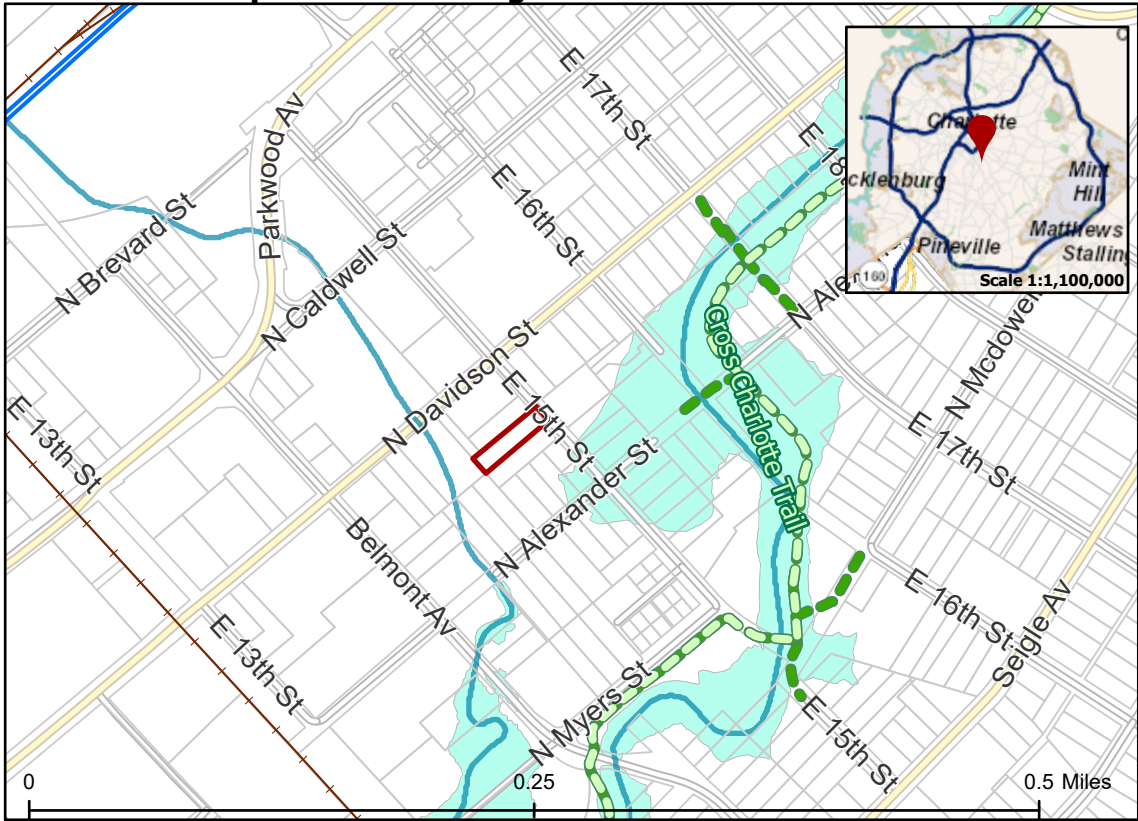 E 17th St
E 18
Parkwood Av
E 16th St
N Brevard St
N Caldwell St
N Davidson St
E 15th St
E 13th St
N Alexander St
Belmont Av
E 13th St
N Myers St
Cross Charlotte Trail
N Ale
N Mcdowell
E 17th St
E 16th St
Seigle Av
E 15th St
Charlotte
cklenburg
Mint
Hill
Matthews
Stalling
Pineville
160
Scale 1:1,100,000
0
0.25
0.5 Miles